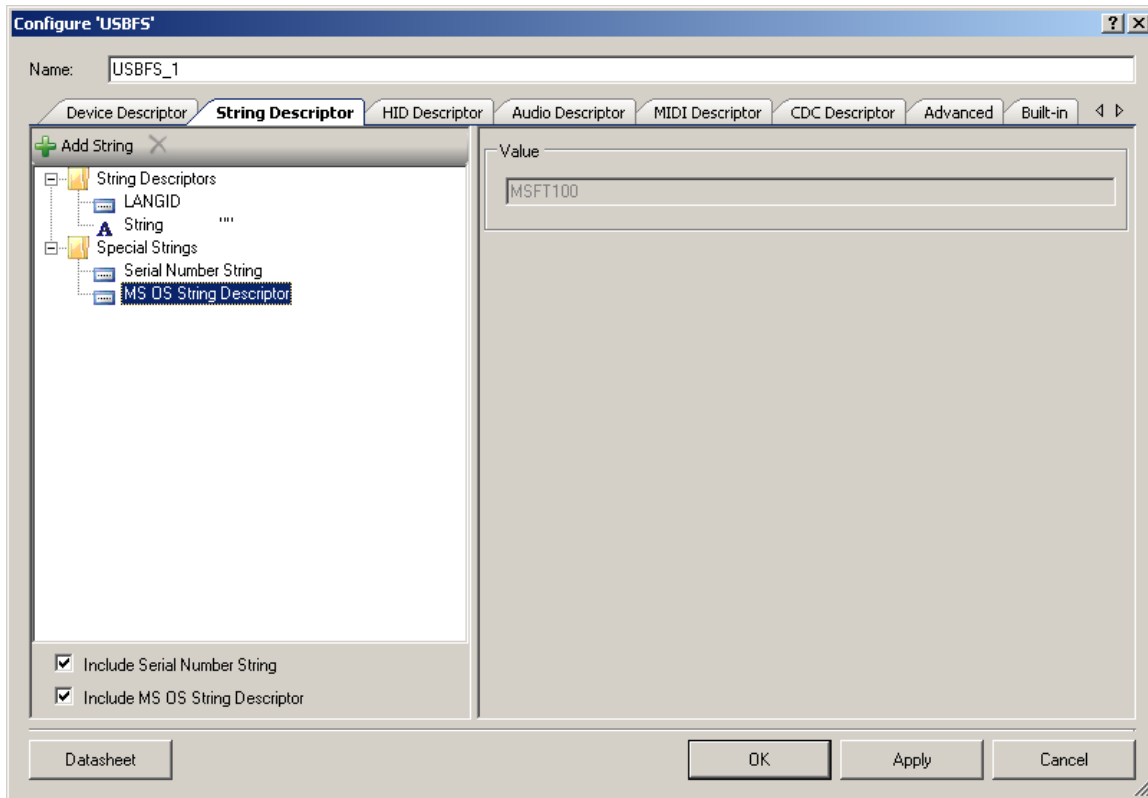 Configure 'USBFS'
Name: USBFS_1
Device Descriptor String Descriptor HID Descriptor Audio Descriptor MIDI Descriptor CDC Descriptor Advanced Built-in
Add String
String Descriptors
LANGID
String ""
Special Strings
Serial Number String
MS OS String Descriptor
Value
MSFT100
Include Serial Number String
Include MS OS String Descriptor
Datasheet OK Apply Cancel